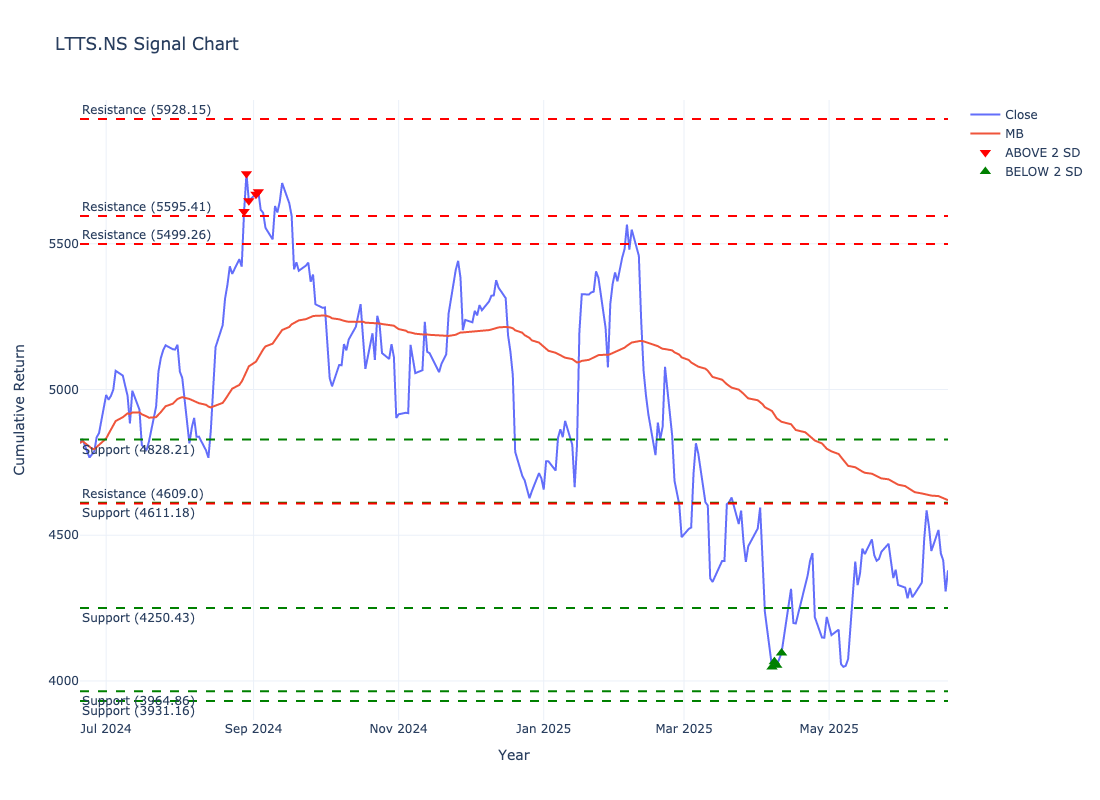 LTTS.NS Signal Chart
Resistance (5928.15)
Resistance (5595.41)
Resistance (5499.26)
Support (4828.21)
Resistance (4609.0)
Support (4611.18)
Support (4250.43)
Support (3964.86)
Support (3931.16)
5500
5000
4500
4000
Cumulative Return
Jul 2024
Sep 2024
Nov 2024
Jan 2025
Mar 2025
May 2025
Year
Close
MB
ABOVE 2 SD
BELOW 2 SD